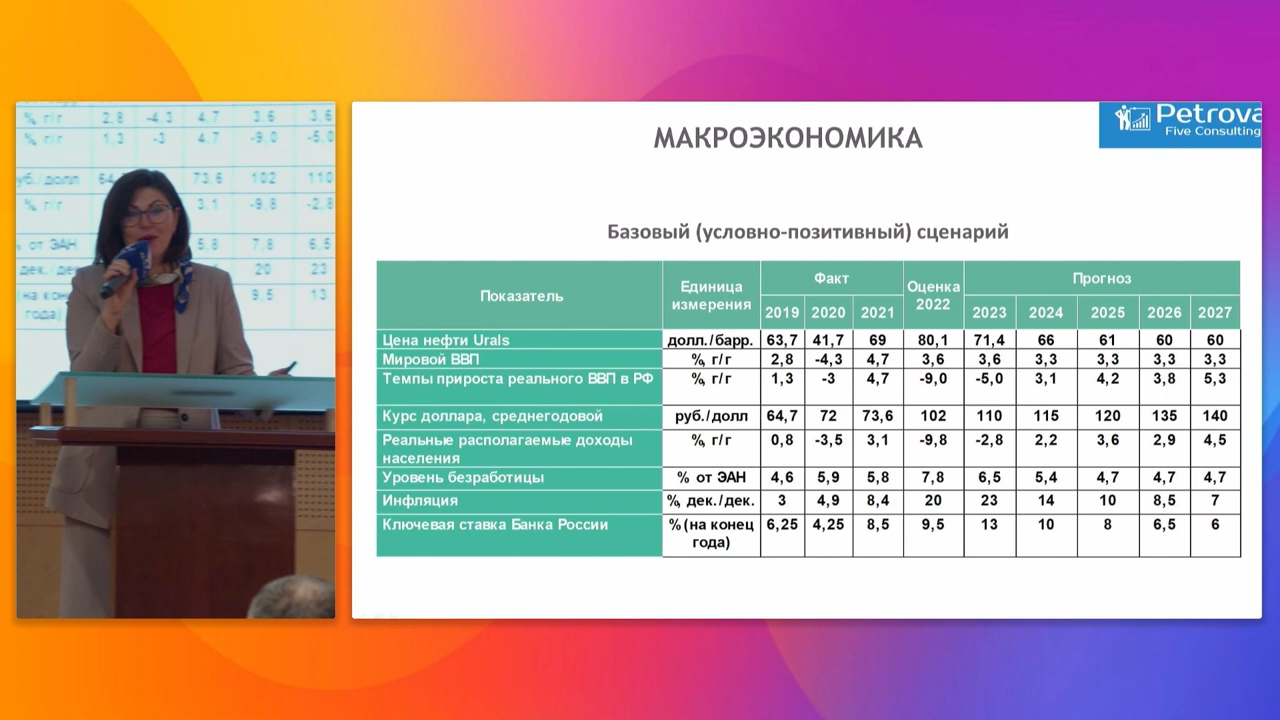 %, г/г 2,8 -4,3 4,7 3,6 3,6
%, г/г 1,3 -3 4,7 -9,0 -5,0
руб. долл 64, 73,6 102 110
%, г/г 3,1 -9,8 -2,8
% от ЭАН 5,8 7,8 6,5
дек./дек 20 23
(на кон 9,5 13
года)
Petrova
Five Consulting
МАКРОЭКОНОМИКА
Базовый (условно-позитивный) сценарий
Показатель Единица измерения Факт Оценка 2022 Прогноз
2019 2020 2021 2023 2024 2025 2026 2027
Цена нефти Urals долл./барр. 63,7 41,7 69 80,1 71,4 66 61 60 60
Мировой ВВП %, г/г 2,8 -4,3 4,7 3,6 3,6 3,3 3,3 3,3 3,3
Темпы прироста реального ВВП в РФ %, г/г 1,3 -3 4,7 -9,0 -5,0 3,1 4,2 3,8 5,3
Курс доллара, среднегодовой руб./долл 64,7 72 73,6 102 110 115 120 135 140
Реальные располагаемые доходы населения %, г/г 0,8 -3,5 3,1 -9,8 -2,8 2,2 3,6 2,9 4,5
Уровень безработицы % от ЭАН 4,6 5,9 5,8 7,8 6,5 5,4 4,7 4,7 4,7
Инфляция %, дек./дек. 3 4,9 8,4 20 23 14 10 8,5 7
Ключевая ставка Банка России % (на конец года) 6,25 4,25 8,5 9,5 13 10 8 6,5 6